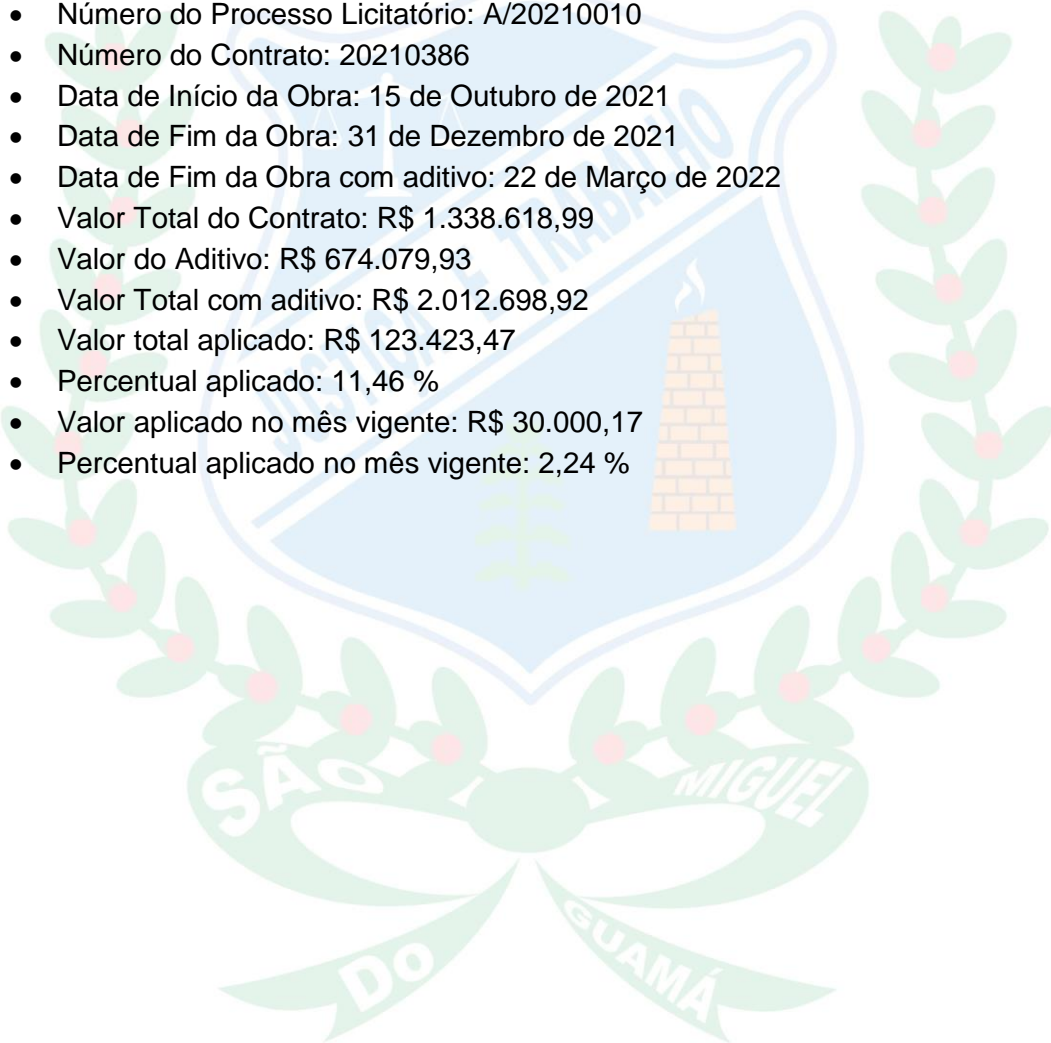 • Número do Processo Licitatório: A/20210010
• Número do Contrato: 20210386
• Data de Início da Obra: 15 de Outubro de 2021
• Data de Fim da Obra: 31 de Dezembro de 2021
• Data de Fim da Obra com aditivo: 22 de Março de 2022
• Valor Total do Contrato: R$ 1.338.618,99
• Valor do Aditivo: R$ 674.079,93
• Valor Total com aditivo: R$ 2.012.698,92
• Valor total aplicado: R$ 123.423,47
• Percentual aplicado: 11,46 %
• Valor aplicado no mês vigente: R$ 30.000,17
• Percentual aplicado no mês vigente: 2,24 %
JUSTIÇA E TRABALHO
SÃO MIGUEL
DO GUAMÁ